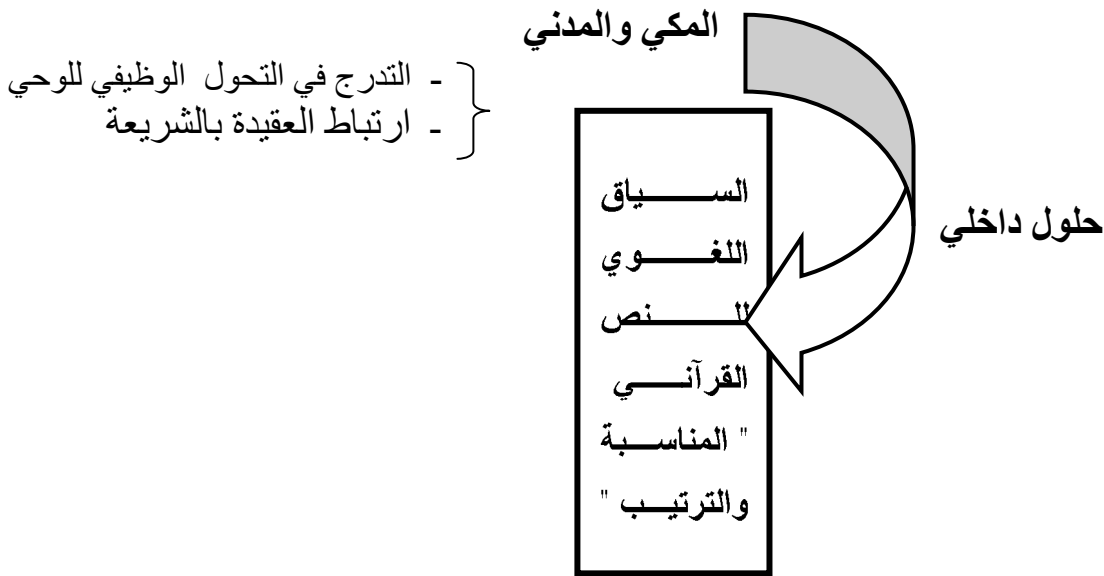 المكي والمدني
- التدرج في التحول الوظيفي للوحي
- ارتباط العقيدة بالشريعة
حلول داخلي
السياق
اللغوي
للنص
القرآني
" المناسبة
والترتيب "